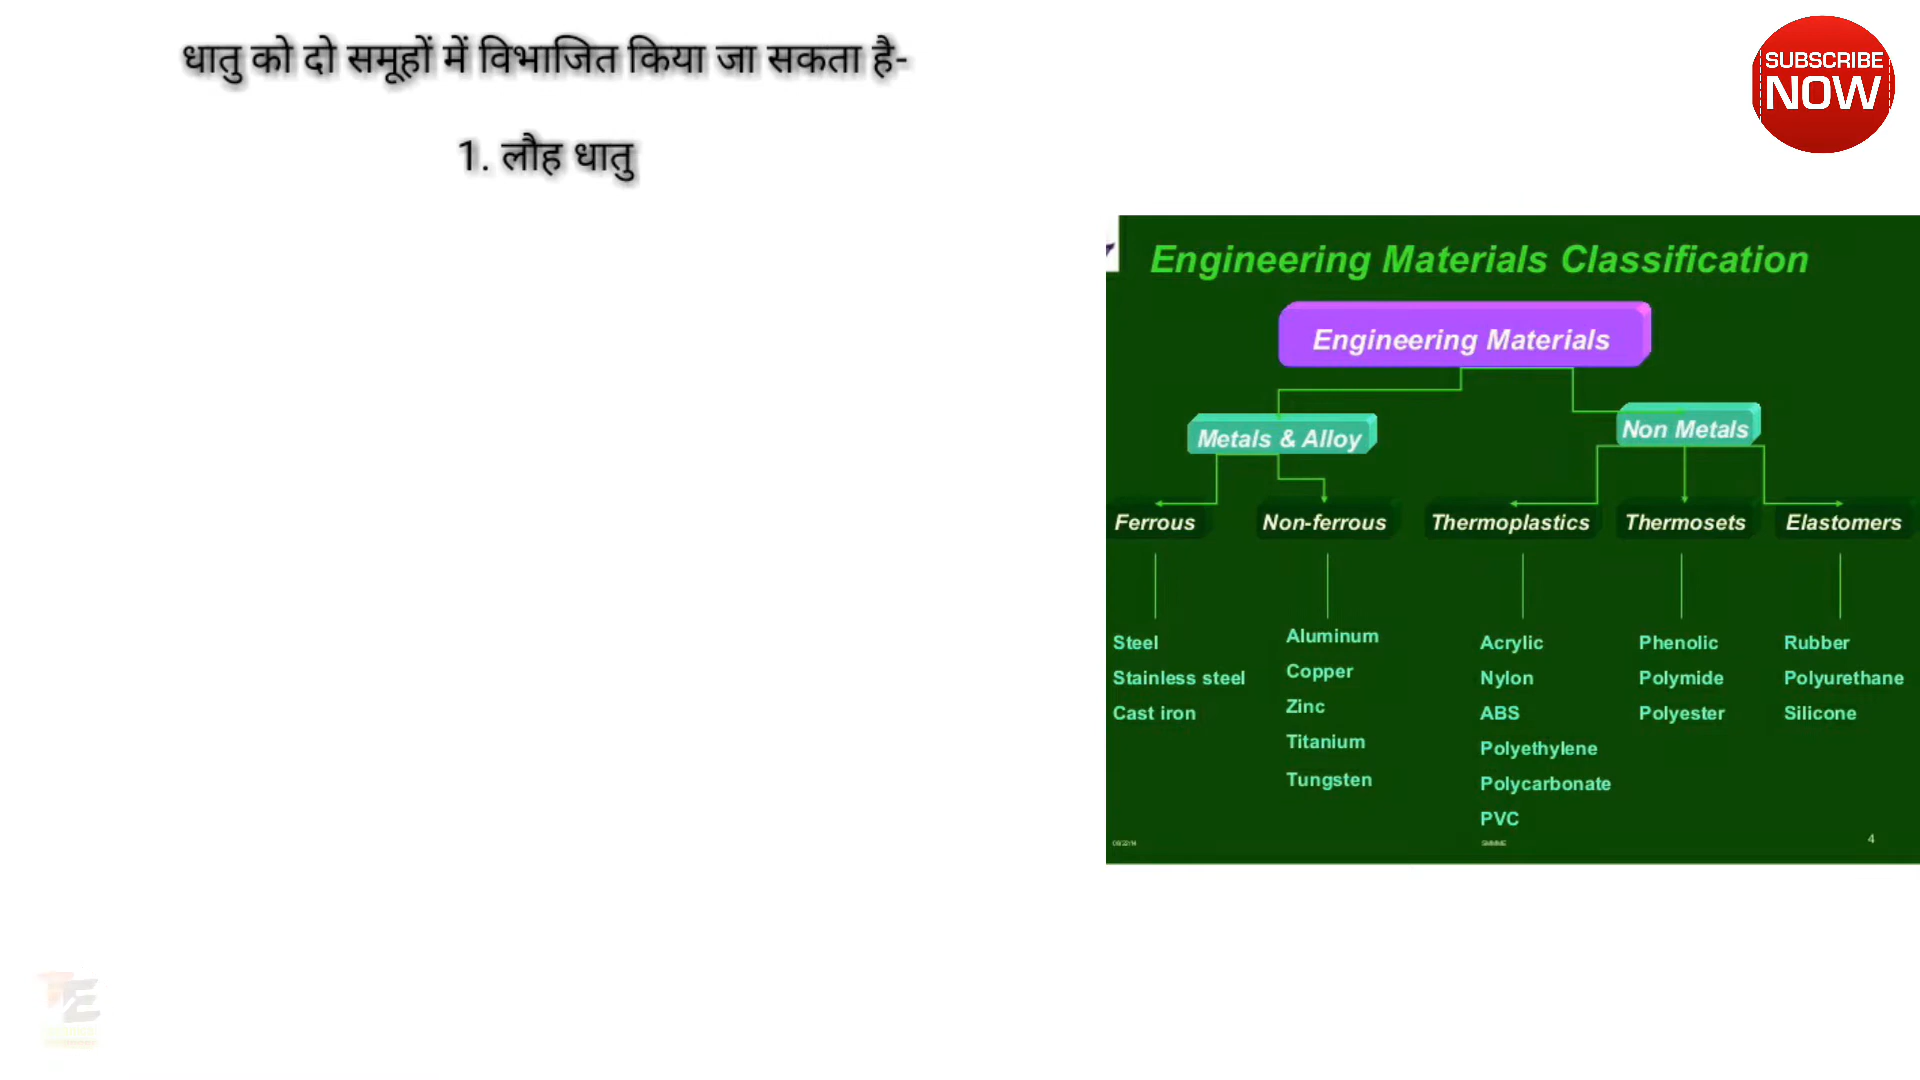 धातु को दो समूहों में विभाजित किया जा सकता है-
1. लौह धातु
SUBSCRIBE
NOW
Engineering Materials Classification
Engineering Materials
Metals & Alloy
Non Metals
Ferrous
Non-ferrous
Thermoplastics
Thermosets
Elastomers
Steel
Stainless steel
Cast iron
Aluminum
Copper
Zinc
Titanium
Tungsten
Acrylic
Nylon
ABS
Polyethylene
Polycarbonate
PVC
Phenolic
Polymide
Polyester
Rubber
Polyurethane
Silicone
4